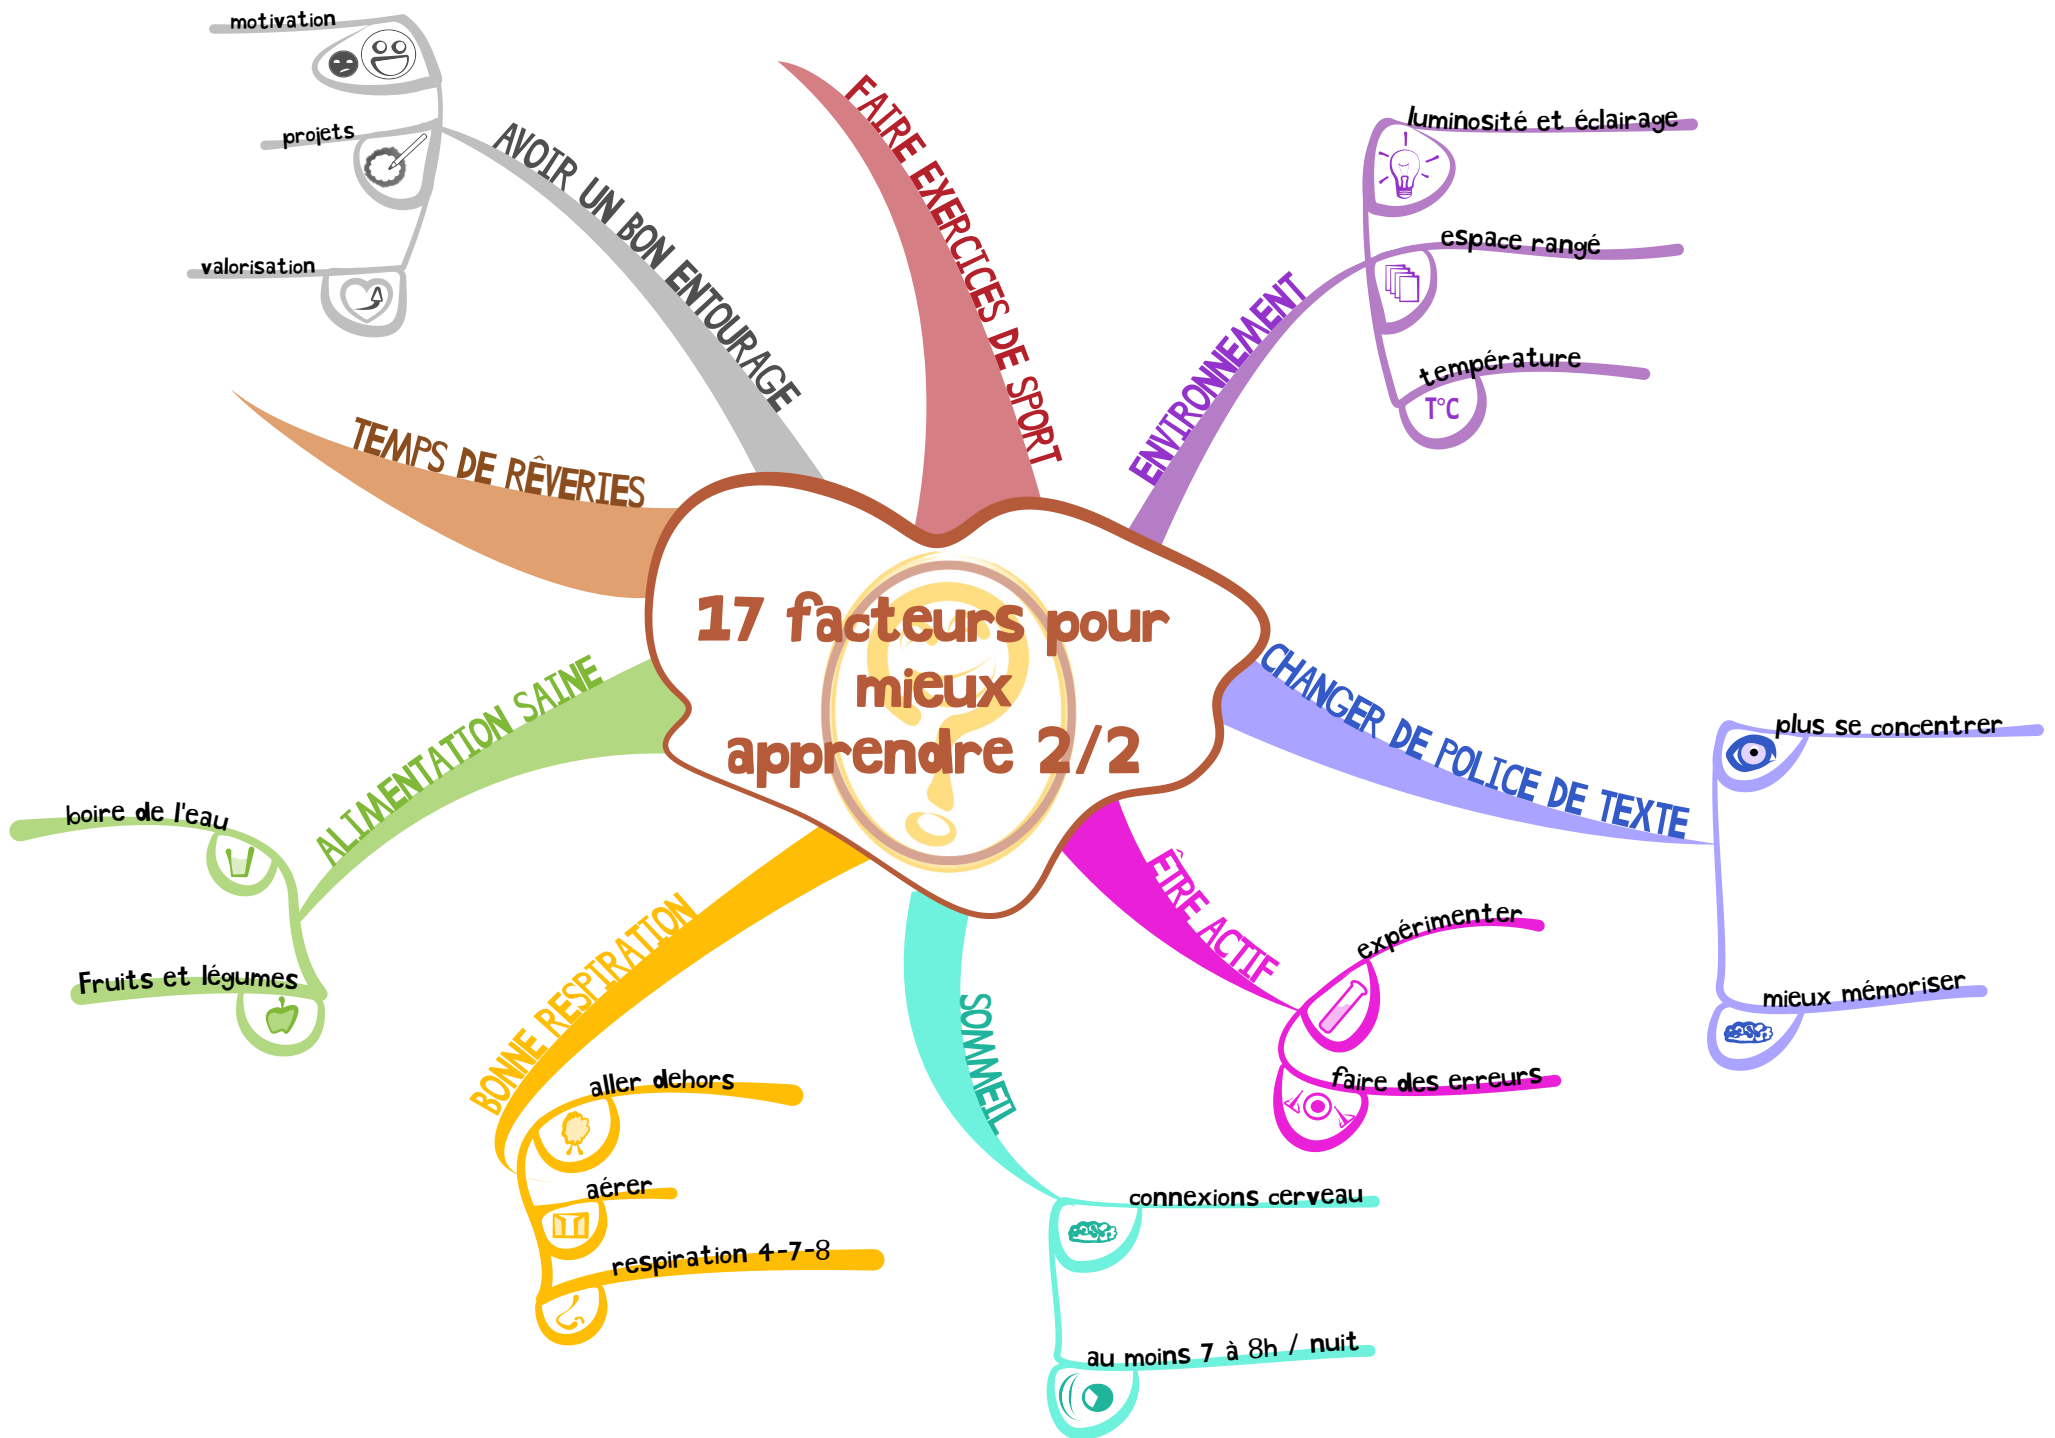 17 facteurs pour
mieux
apprendre 2/2
FAIRE EXERCICES DE SPORT
ENVIRONNEMENT
luminosité et éclairage
espace rangé
température
T°C
CHANGER DE POLICE DE TEXTE
plus se concentrer
mieux mémoriser
ÊTRE ACTIF
expérimenter
faire des erreurs
SOMMEIL
connexions cerveau
au moins 7 à 8h / nuit
BONNE RESPIRATION
aller dehors
aérer
respiration 4-7-8
ALIMENTATION SAINE
boire de l'eau
Fruits et légumes
TEMPS DE RÊVERIES
AVOIR UN BON ENTOURAGE
motivation
projets
valorisation